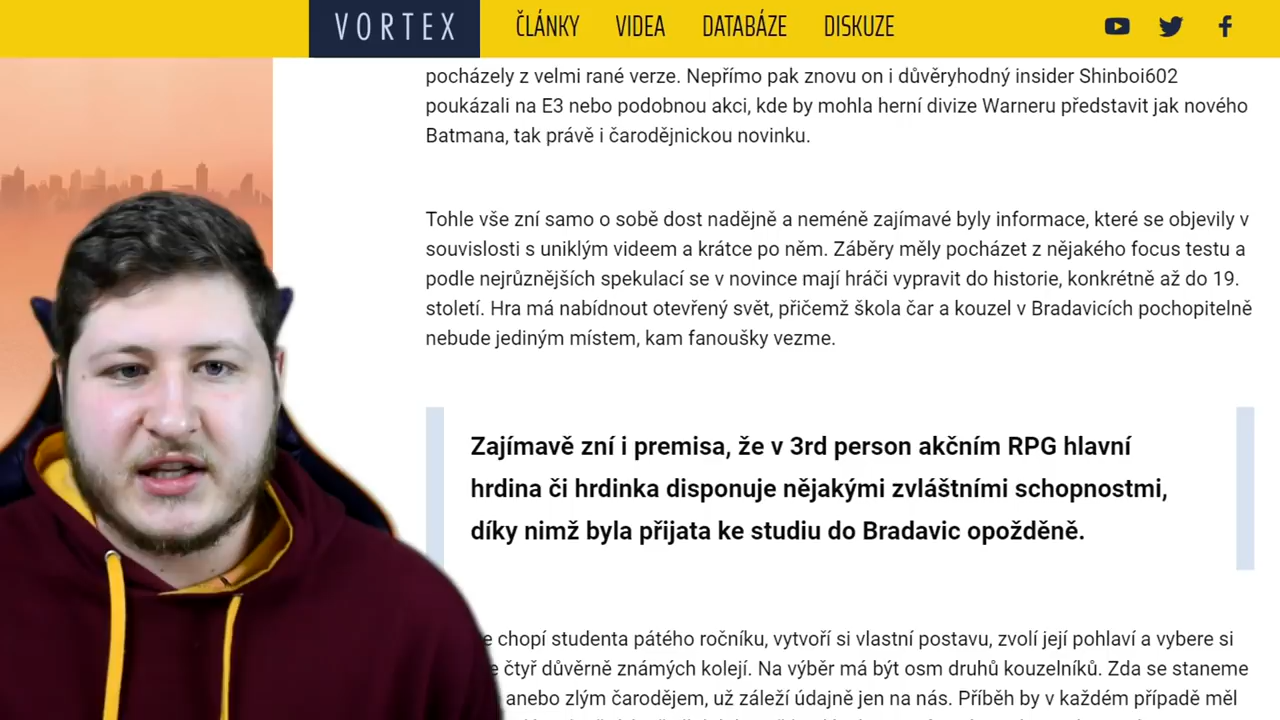 VORTEX ČLÁNKY VIDEA DATABÁZE DISKUZE
pocházely z velmi rané verze. Nepřímo pak znovu on i důvěryhodný insider Shinboi602
poukázali na E3 nebo podobnou akci, kde by mohla herní divize Warneru představit jak nového
Batmana, tak právě i čarodějnickou novinku.
Tohle vše zní samo o sobě dost nadějně a neméně zajímavé byly informace, které se objevily v
souvislosti s uniklým videem a krátce po něm. Záběry měly pocházet z nějakého focus testu a
podle nejrůznějších spekulací se v novince mají hráči vypravit do historie, konkrétně až do 19.
století. Hra má nabídnout otevřený svět, přičemž škola čar a kouzel v Bradavicích pochopitelně
nebude jediným místem, kam fanoušky vezme.
Zajímavě zní i premisa, že v 3rd person akčním RPG hlavní
hrdina či hrdinka disponuje nějakými zvláštními schopnostmi,
díky nimž byla přijata ke studiu do Bradavic opožděně.
chopí studenta pátého ročníku, vytvoří si vlastní postavu, zvolí její pohlaví a vybere si
čtyř důvěrně známých kolejí. Na výběr má být osm druhů kouzelníků. Zda se staneme
anebo zlým čarodějem, už záleží údajně jen na nás. Příběh by v každém případě měl